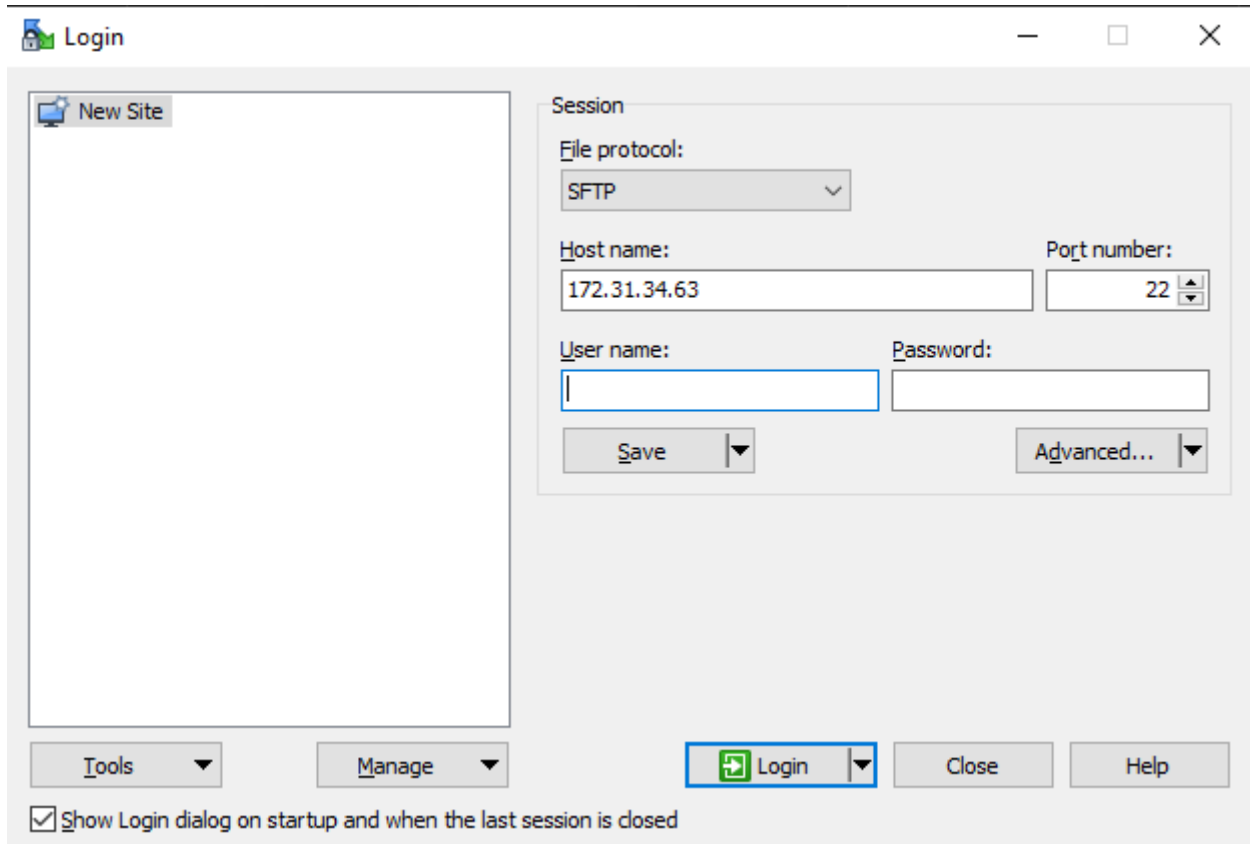 Login
New Site
Session
File protocol:
SFTP
Host name: Port number:
172.31.34.63 22
User name: Password:
Save Advanced...
Tools Manage Login Close Help
Show Login dialog on startup and when the last session is closed